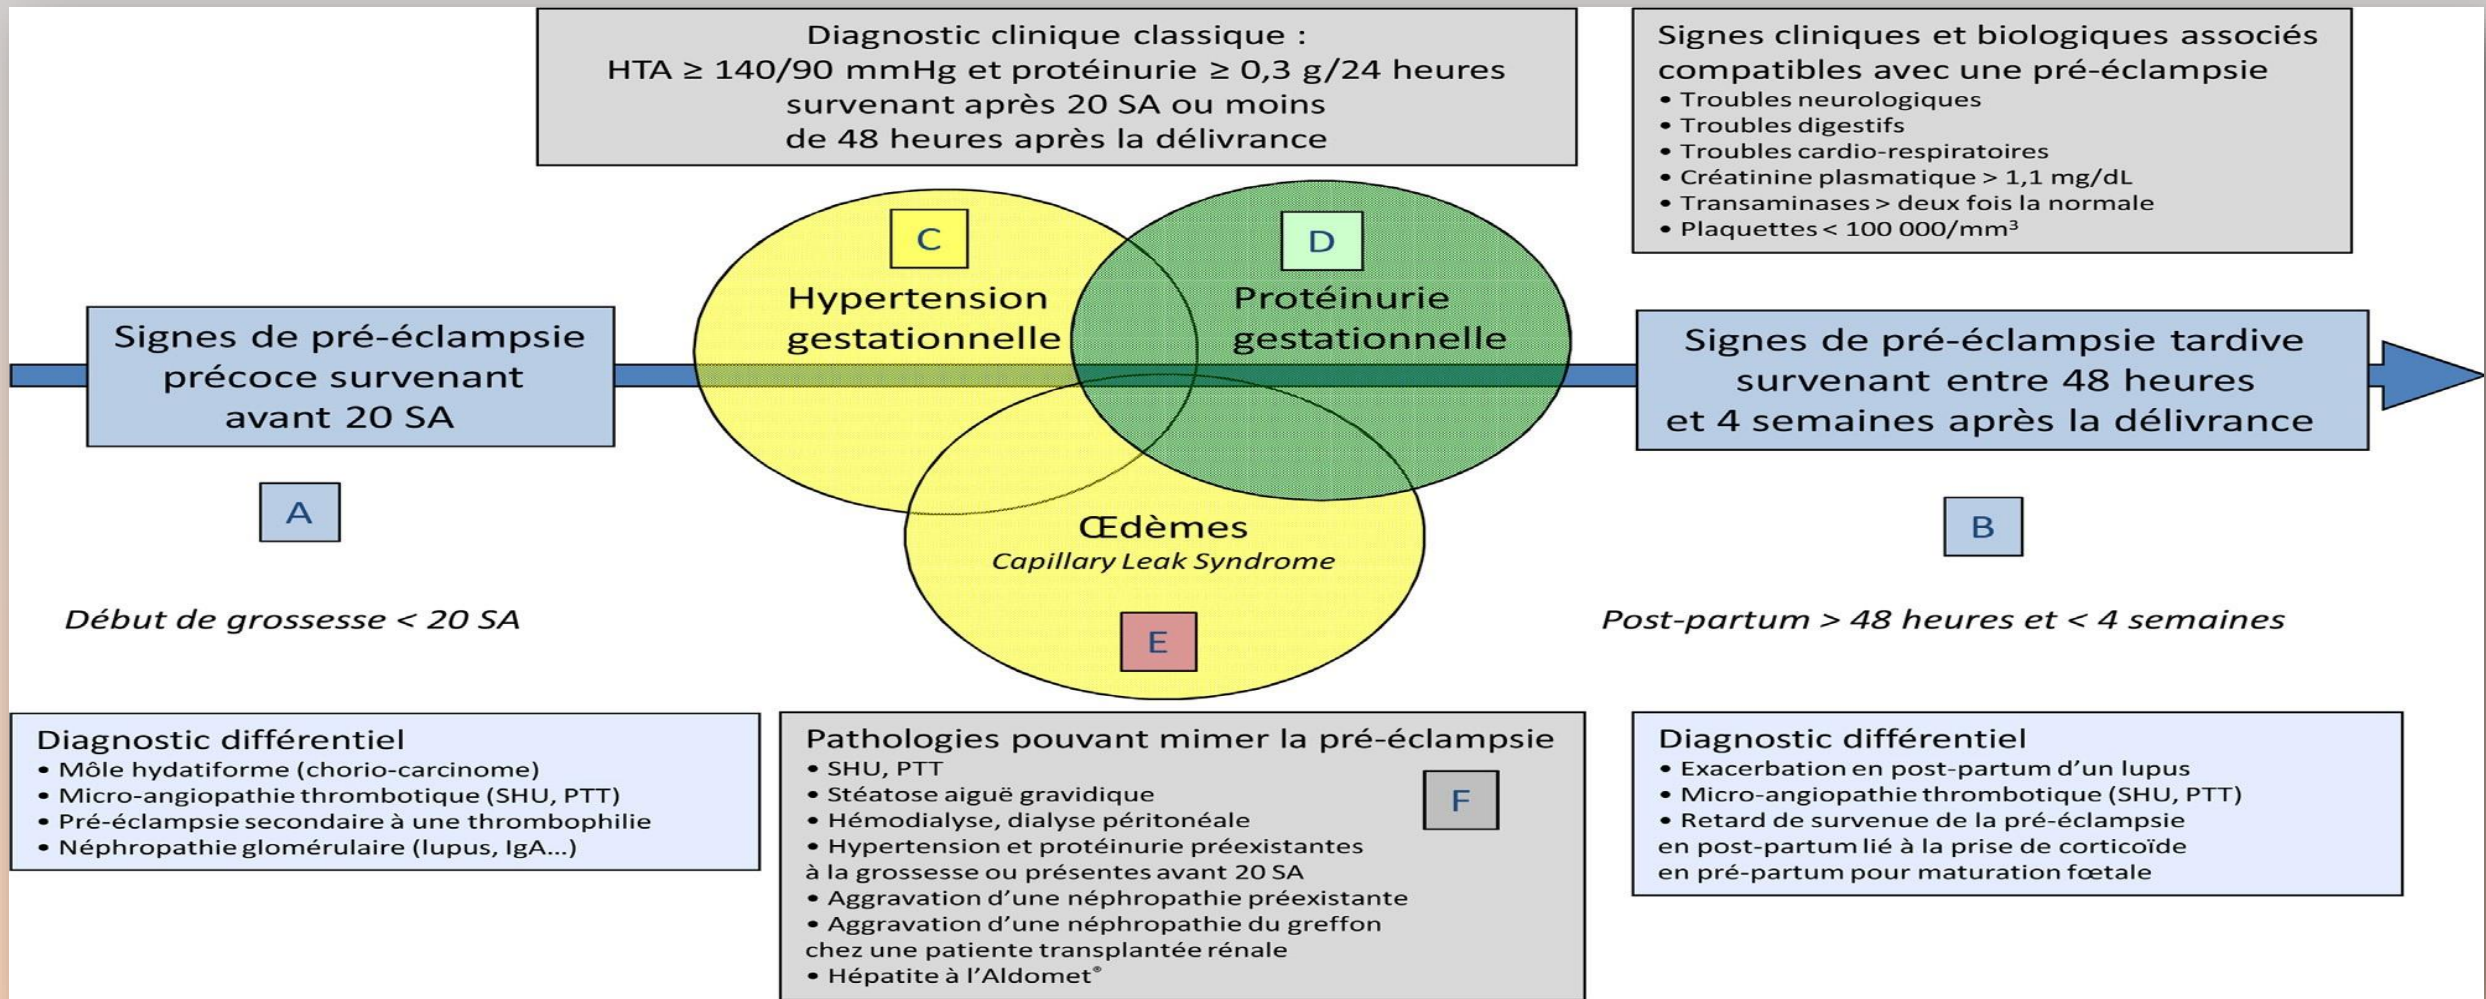 Diagnostic clinique classique :
HTA ≥ 140/90 mmHg et protéinurie ≥ 0,3 g/24 heures
survenant après 20 SA ou moins
de 48 heures après la délivrance
Signes cliniques et biologiques associés
compatibles avec une pré-éclampsie
• Troubles neurologiques
• Troubles digestifs
• Troubles cardio-respiratoires
• Créatinine plasmatique > 1,1 mg/dL
• Transaminases > deux fois la normale
• Plaquettes < 100 000/mm³
C
Hypertension
gestationnelle
D
Protéinurie
gestationnelle
Signes de pré-éclampsie
précoce survenant
avant 20 SA
Signes de pré-éclampsie tardive
survenant entre 48 heures
et 4 semaines après la délivrance
A
B
Œdèmes
Capillary Leak Syndrome
E
Début de grossesse < 20 SA
Post-partum > 48 heures et < 4 semaines
Diagnostic différentiel
• Môle hydatiforme (chorio-carcinome)
• Micro-angiopathie thrombotique (SHU, PTT)
• Pré-éclampsie secondaire à une thrombophilie
• Néphropathie glomérulaire (lupus, IgA...)
Pathologies pouvant mimer la pré-éclampsie
• SHU, PTT
• Stéatose aiguë gravidique
• Hémodialyse, dialyse péritonéale
• Hypertension et protéinurie préexistantes
à la grossesse ou présentes avant 20 SA
• Aggravation d’une néphropathie préexistante
• Aggravation d’une néphropathie du greffon
chez une patiente transplantée rénale
• Hépatite à l’Aldomet®
F
Diagnostic différentiel
• Exacerbation en post-partum d’un lupus
• Micro-angiopathie thrombotique (SHU, PTT)
• Retard de survenue de la pré-éclampsie
en post-partum lié à la prise de corticoïde
en pré-partum pour maturation fœtale